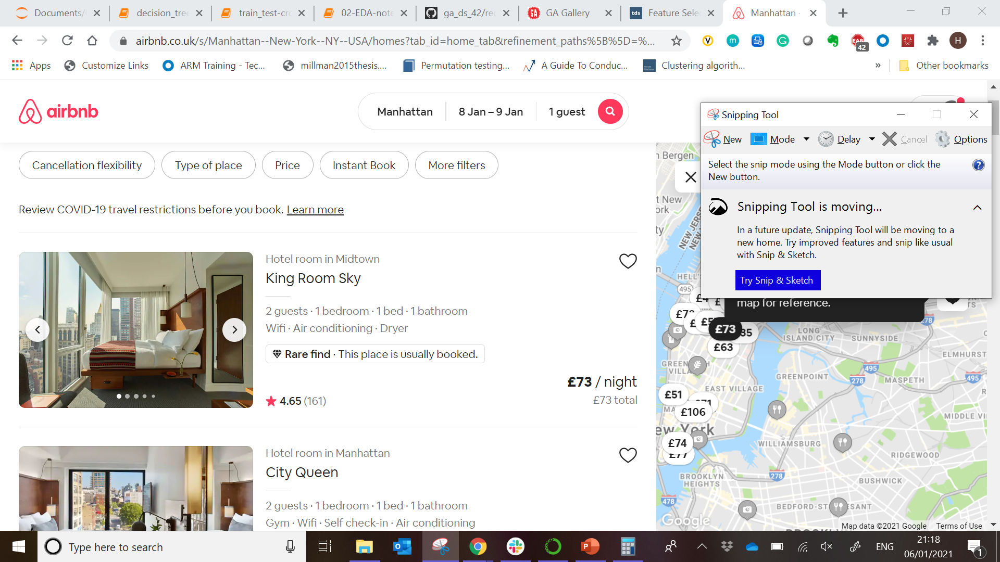 Documents/
decision_tree
train_test-cro
02-EDA-note
ga_ds_42/rec
GA Gallery
tds
Feature Sele
Manhattan ·
airbnb.co.uk/s/Manhattan--New-York--NY--USA/homes?tab_id=home_tab&refinement_paths%5B%5D=%...
42
H
Apps
Customize Links
ARM Training - Tec...
millman2015thesis....
Permutation testing...
A Guide To Conduc...
Clustering algorith...
»
Other bookmarks
airbnb
Manhattan
8 Jan – 9 Jan
1 guest
Snipping Tool
New
Mode
Delay
Cancel
Options
Select the snip mode using the Mode button or click the
New button.
Snipping Tool is moving...
In a future update, Snipping Tool will be moving to a
new home. Try improved features and snip like usual
with Snip & Sketch.
Try Snip & Sketch
map for reference.
Cancellation flexibility
Type of place
Price
Instant Book
More filters
Review COVID-19 travel restrictions before you book. Learn more
Hotel room in Midtown
King Room Sky
2 guests · 1 bedroom · 1 bed · 1 bathroom
Wifi · Air conditioning · Dryer
Rare find · This place is usually booked.
£73 / night
£73 total
4.65 (161)
Hotel room in Manhattan
City Queen
2 guests · 1 bedroom · 1 bed · 1 bathroom
Gym · Wifi · Self check-in · Air conditioning
n Bergen
t New
ork
NEW JERS
HELL'S
495
£73
35
£63
278
LONG
ISLAND CITY
SUNNYSIDE
ELMHURST
GREENPOINT
495
278
MASPETH
495
EAST VILLAGE
£51
£106
ew York
£74
£77
WILLIAMSBURG
MIDDLE VI
RIDGEWOOD
BROOKLYN
HEIGHTS
278
BUSHWICK
478
BEDFORD-ST
ESANT
Google
Map data ©2021 Google
Terms of Use
Type here to search
ENG
21:18
06/01/2021
1